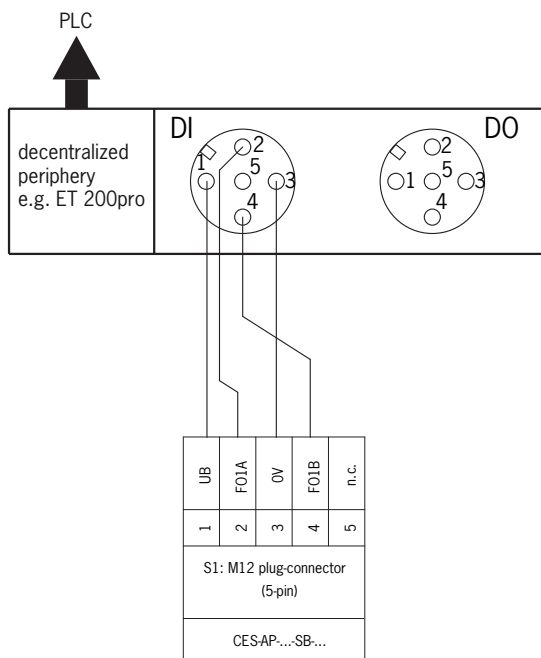 PLC
decentralized
periphery
e.g. ET 200pro
DI
1
2
5
3
4
DO
1
2
5
3
4
UB
FO1A
0V
FO1B
n.c.
1
2
3
4
5
S1: M12 plug-connector
(5-pin)
CES-AP-...-SB-...